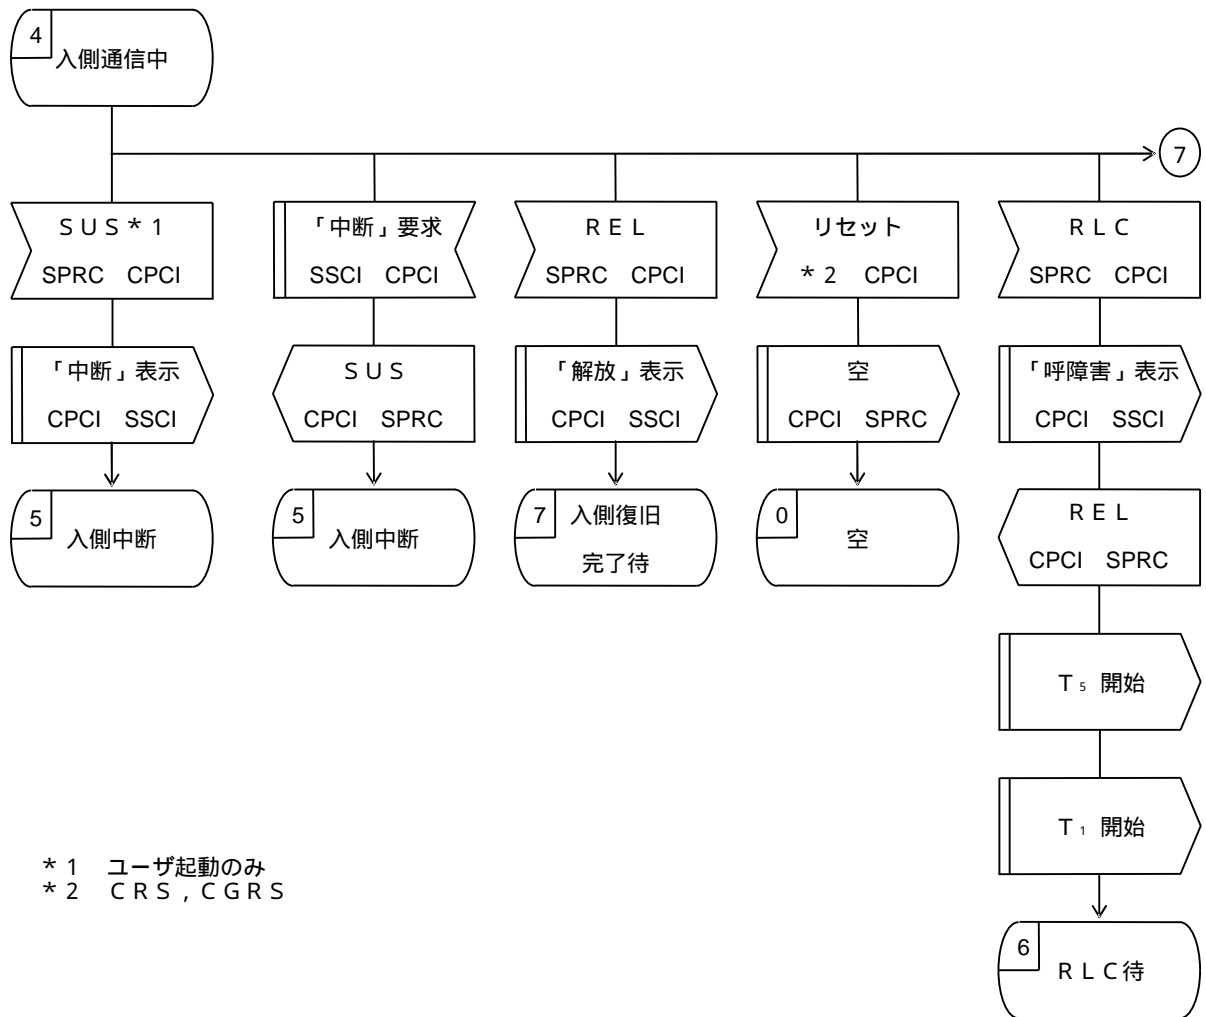 4
入側通信中
7
ＳＵＳ＊１
SPRC CPCI
「中断」要求
SSCI CPCI
ＲＥＬ
SPRC CPCI
リセット
＊２ CPCI
ＲＬＣ
SPRC CPCI
「中断」表示
CPCI SSCI
ＳＵＳ
CPCI SPRC
「解放」表示
CPCI SSCI
空
CPCI SPRC
「呼障害」表示
CPCI SSCI
5
入側中断
5
入側中断
7
入側復旧
完了待
0
空
ＲＥＬ
CPCI SPRC
Ｔ₅ 開始
Ｔ₁ 開始
＊１ ユーザ起動のみ
＊２ ＣＲＳ，ＣＧＲＳ
6
ＲＬＣ待